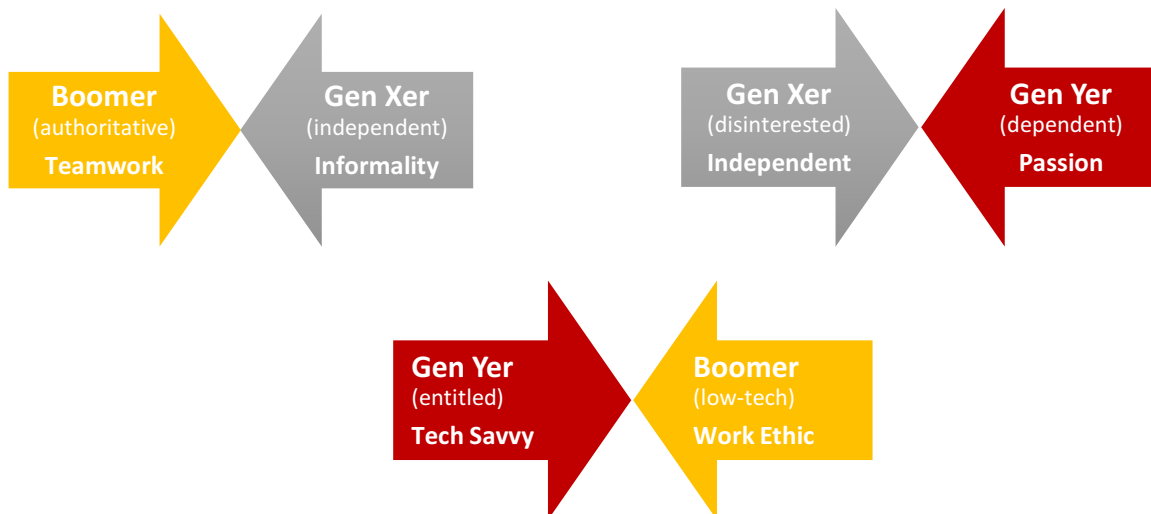 Boomer
(authoritative)
Teamwork
Gen Xer
(independent)
Informality
Gen Xer
(disinterested)
Independent
Gen Yer
(dependent)
Passion
Gen Yer
(entitled)
Tech Savvy
Boomer
(low-tech)
Work Ethic